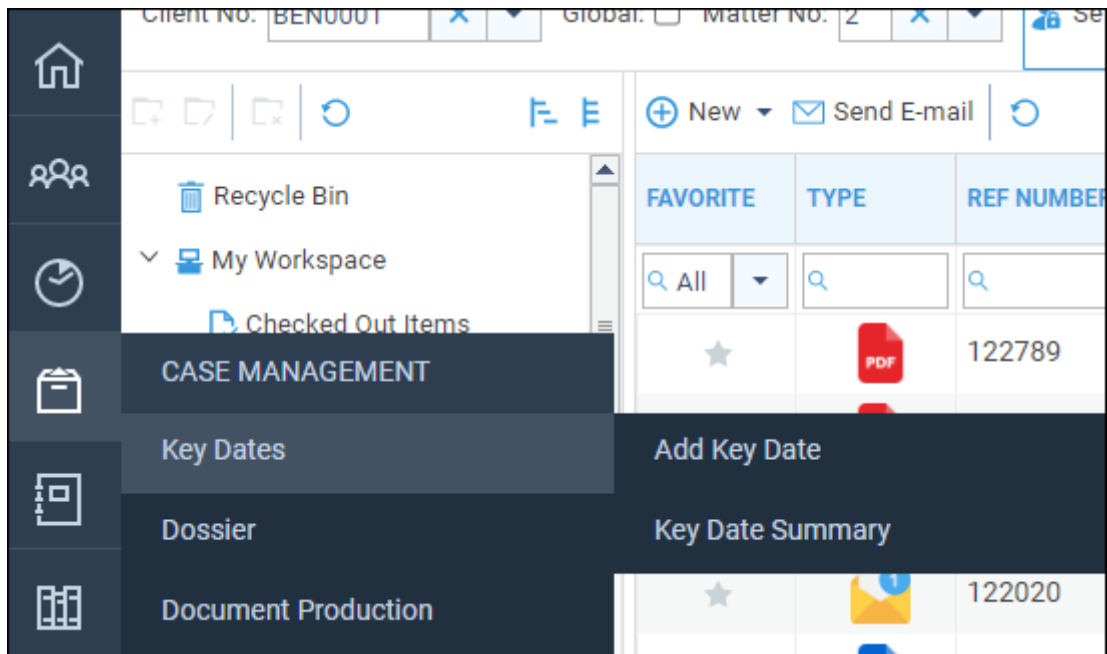 Client No: BEN0001 Global: Matter No: 2 Se
New Send E-mail
Recycle Bin
FAVORITE TYPE REF NUMBER
My Workspace
All
Checked Out Items
CASE MANAGEMENT
PDF 122789
Key Dates
Add Key Date
Dossier
Key Date Summary
1 122020
Document Production